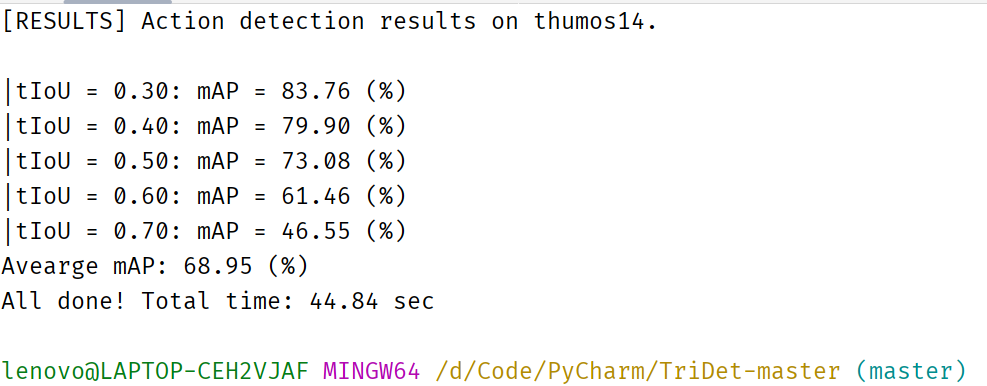 [RESULTS] Action detection results on thumos14.
|tIoU = 0.30: mAP = 83.76 (%)
|tIoU = 0.40: mAP = 79.90 (%)
|tIoU = 0.50: mAP = 73.08 (%)
|tIoU = 0.60: mAP = 61.46 (%)
|tIoU = 0.70: mAP = 46.55 (%)
Avearge mAP: 68.95 (%)
All done! Total time: 44.84 sec
lenovo@LAPTOP-CEH2VJAF MINGW64 /d/Code/PyCharm/TriDet-master (master)